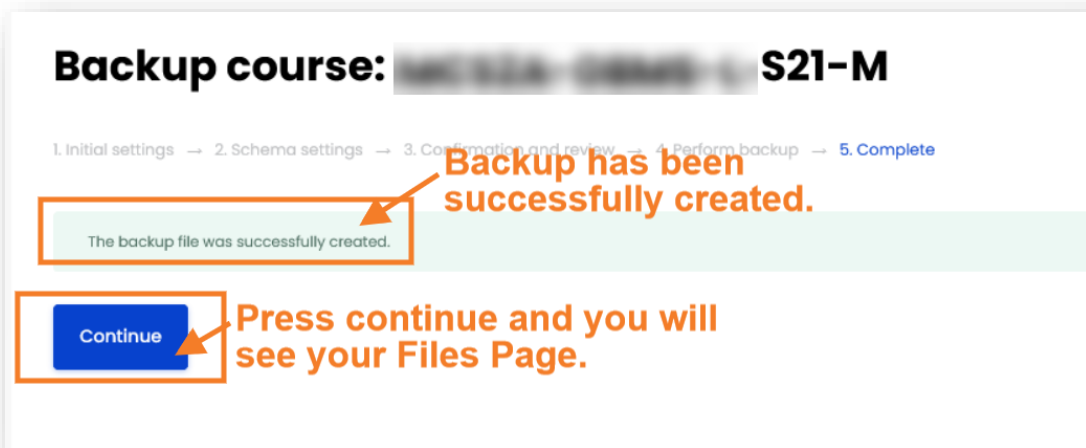 Backup course: S21-M
1. Initial settings → 2. Schema settings → 3. Confirmation and review → 4. Perform backup → 5. Complete
Backup has been
successfully created.
The backup file was successfully created.
Continue
Press continue and you will
see your Files Page.